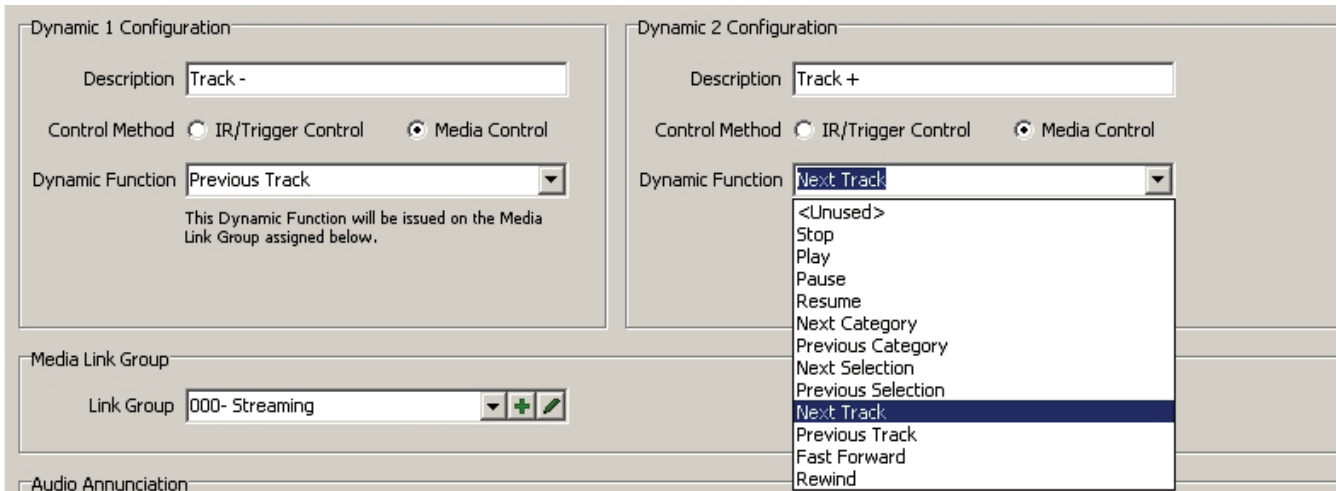 Dynamic 1 Configuration
Description Track -
Control Method IR/Trigger Control Media Control
Dynamic Function Previous Track
This Dynamic Function will be issued on the Media
Link Group assigned below.
Dynamic 2 Configuration
Description Track +
Control Method IR/Trigger Control Media Control
Dynamic Function Next Track
<Unused>
Stop
Play
Pause
Resume
Next Category
Previous Category
Next Selection
Previous Selection
Next Track
Previous Track
Fast Forward
Rewind
Media Link Group
Link Group 000- Streaming
Audio Annunciation